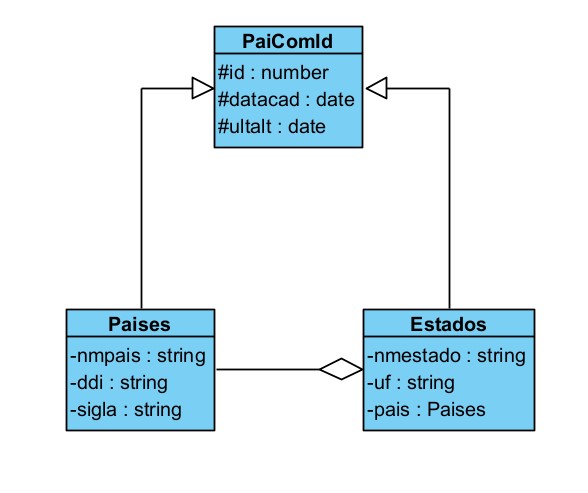 PaiComId
#id : number
#datacad : date
#ultalt : date
Paises
-nmpais : string
-ddi : string
-sigla : string
Estados
-nmestado : string
-uf : string
-pais : Paises